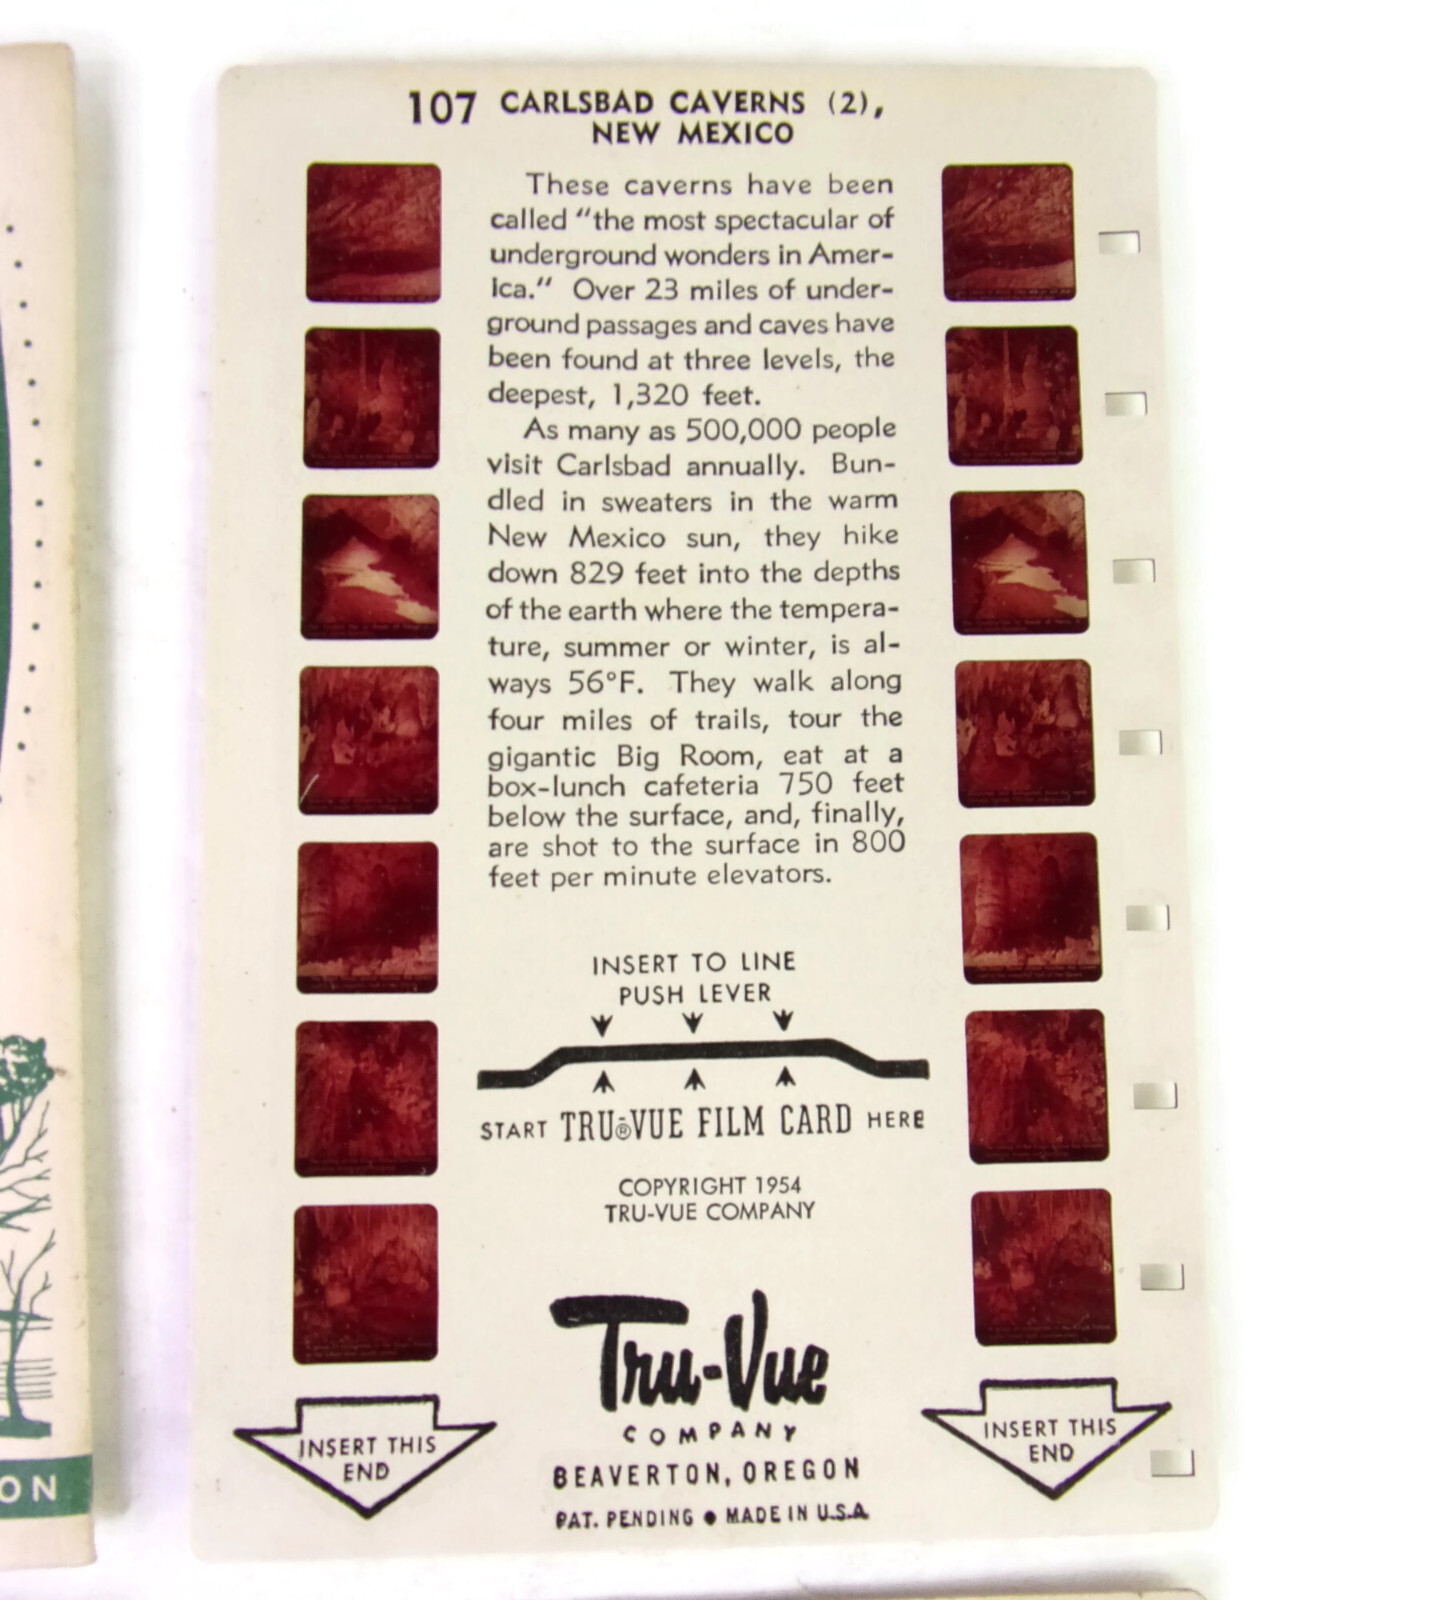 107 CARLSBAD CAVERNS (2),
NEW MEXICO
These caverns have been
called "the most spectacular of
underground wonders in Amer-
ica." Over 23 miles of under-
ground passages and caves have
been found at three levels, the
deepest, 1,320 feet.
As many as 500,000 people
visit Carlsbad annually. Bun-
dled in sweaters in the warm
New Mexico sun, they hike
down 829 feet into the depths
of the earth where the tempera-
ture, summer or winter, is al-
ways 56°F. They walk along
four miles of trails, tour the
gigantic Big Room, eat at a
box-lunch cafeteria 750 feet
below the surface, and, finally,
are shot to the surface in 800
feet per minute elevators.
INSERT TO LINE
PUSH LEVER
START TRU-®VUE FILM CARD HERE
COPYRIGHT 1954
TRU-VUE COMPANY
Tru-Vue
COMPANY
BEAVERTON, OREGON
PAT. PENDING ● MADE IN U.S.A.
INSERT THIS
END
INSERT THIS
END
ON